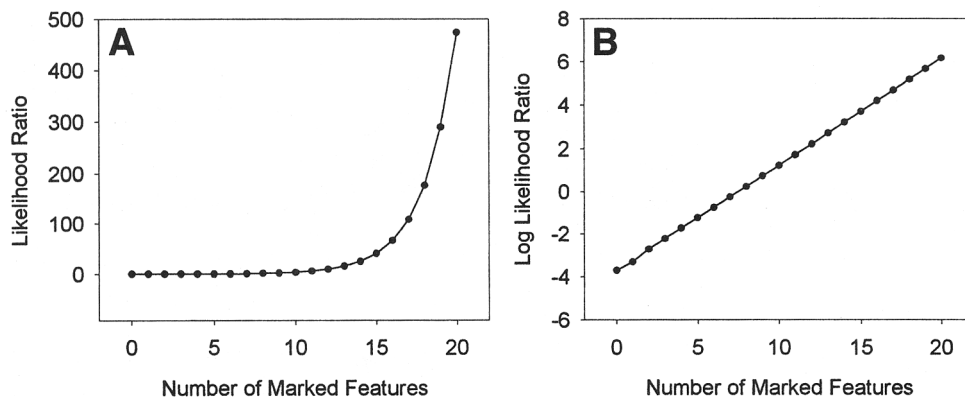 A
500
400
300
200
100
0
Likelihood Ratio
0 5 10 15 20
Number of Marked Features
B
8
6
4
2
0
-2
-4
-6
Log Likelihood Ratio
0 5 10 15 20
Number of Marked Features